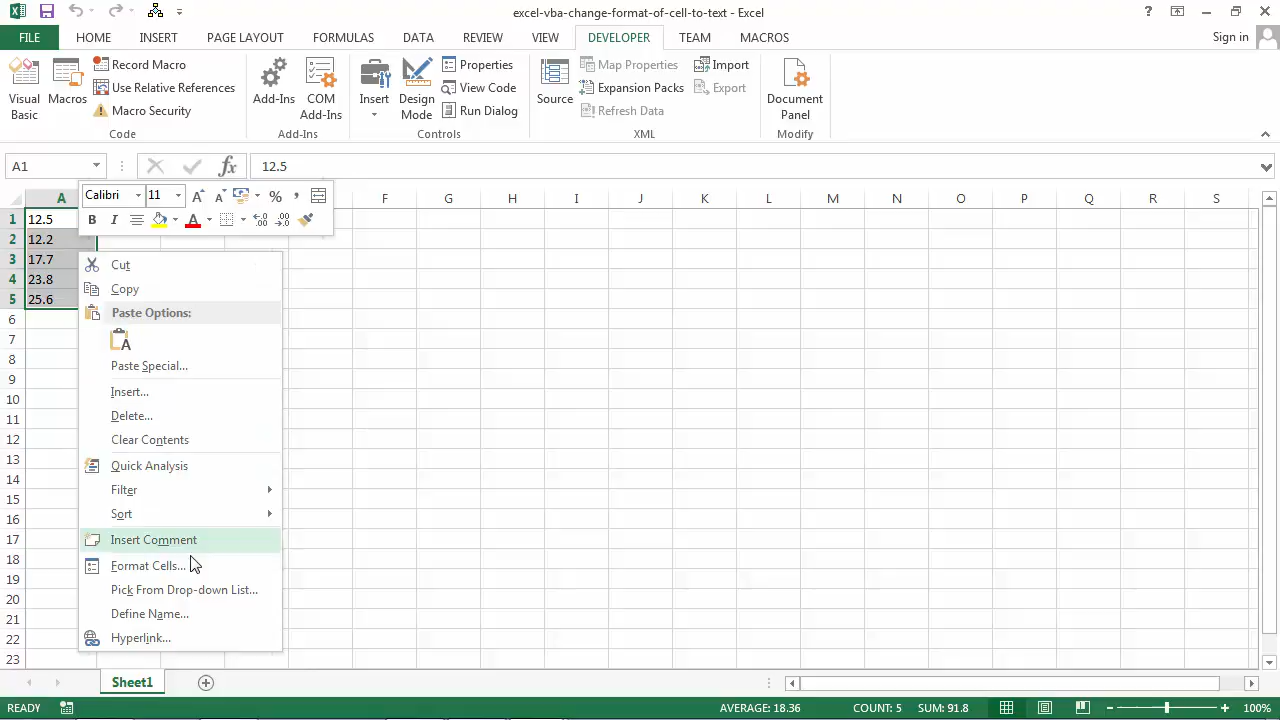 excel-vba-change-format-of-cell-to_text - Excel
?
Sign in
FILE HOME INSERT PAGE LAYOUT FORMULAS DATA REVIEW VIEW DEVELOPER TEAM MACROS
Visual Basic
Macros
Record Macro
Use Relative References
Macro Security
Code
Add-Ins
COM Add-Ins
Add-Ins
Insert
Design Mode
Properties
View Code
Run Dialog
Controls
Source
Map Properties
Expansion Packs
Refresh Data
Import
Export
XML
Document Panel
Modify
A1 fx 12.5
Calibri 11 A A % ,
B I A .00 .00
A F G H I J K L M N O P Q R S
1 12.5
2 12.2
3 17.7
4 23.8
5 25.6
6
7
8
9
10
11
12
13
14
15
16
17
18
19
20
21
22
23
Cut
Copy
Paste Options:
A
Paste Special...
Insert...
Delete...
Clear Contents
Quick Analysis
Filter
Sort
Insert Comment
Format Cells...
Pick From Drop-down List...
Define Name...
Hyperlink...
Sheet1
READY AVERAGE: 18.36 COUNT: 5 SUM: 91.8 100%